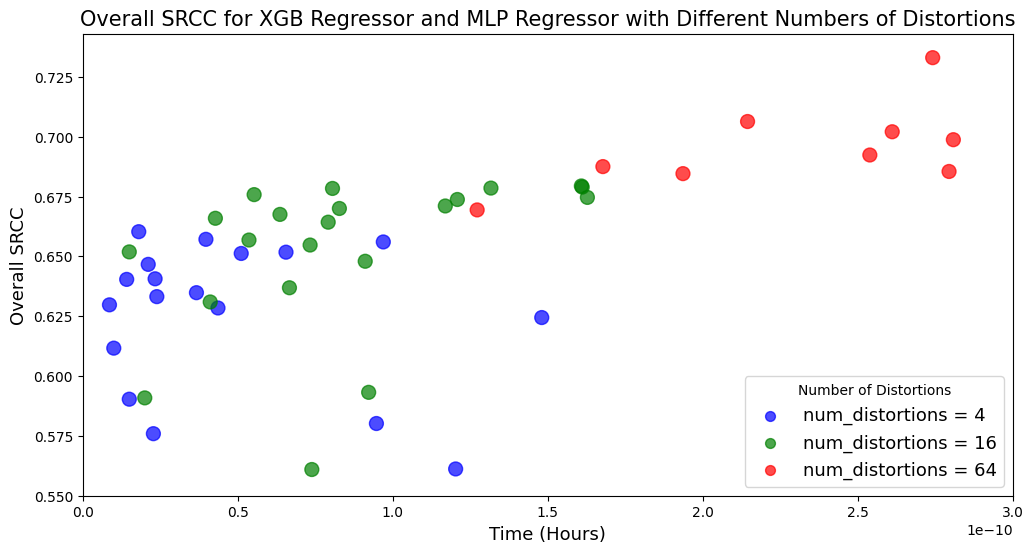 Overall SRCC for XGB Regressor and MLP Regressor with Different Numbers of Distortions
Overall SRCC
0.725
0.700
0.675
0.650
0.625
0.600
0.575
0.550
Number of Distortions
num_distortions = 4
num_distortions = 16
num_distortions = 64
0.0 0.5 1.0 1.5 2.0 2.5 3.0
1e−10
Time (Hours)